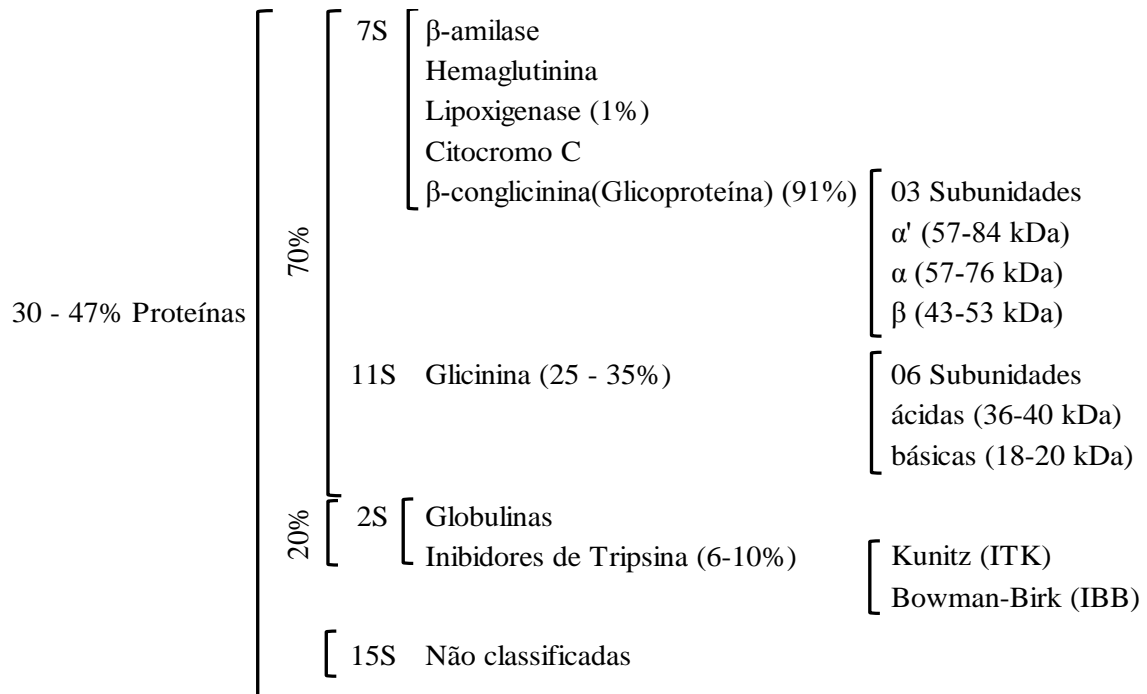 7S β-amilase
Hemaglutinina
Lipoxigenase (1%)
Citocromo C
β-conglicinina(Glicoproteína) (91%) 03 Subunidades
α' (57-84 kDa)
70%
α (57-76 kDa)
30 - 47% Proteínas β (43-53 kDa)
11S Glicinina (25 - 35%) 06 Subunidades
ácidas (36-40 kDa)
básicas (18-20 kDa)
20%
2S Globulinas
Inibidores de Tripsina (6-10%) Kunitz (ITK)
Bowman-Birk (IBB)
15S Não classificadas